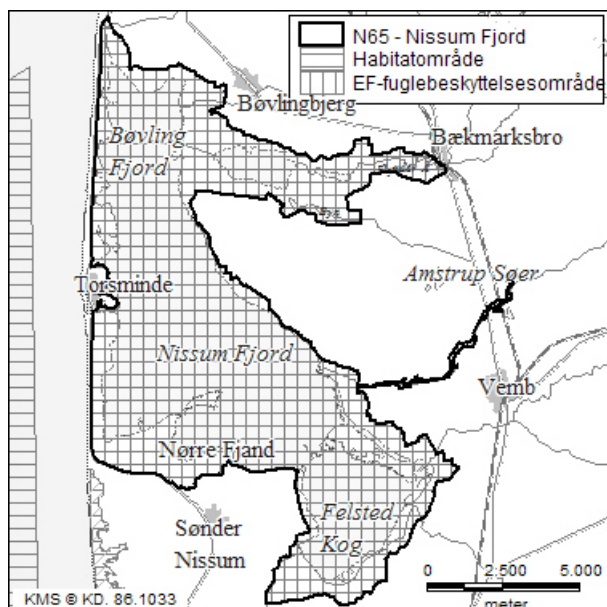 N65 - Nissum Fjord
Habitatområde
EF-fuglebeskyttelsesområde
Bøvlingbjerg
Bøvling
Fjord
Bækmarksbro
Amstrup Søer
Torsminde
Nissum Fjord
Vemb
Nørre Fjand
Felsted
Kog
Sønder
Nissum
0 2.500 5.000
meter
KMS © KD. 86.1033